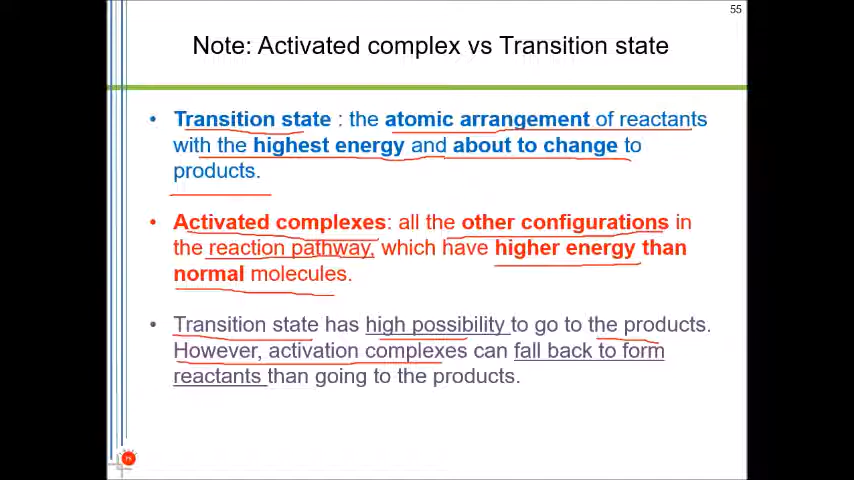 55
Note: Activated complex vs Transition state
• Transition state : the atomic arrangement of reactants
with the highest energy and about to change to
products.
• Activated complexes: all the other configurations in
the reaction pathway, which have higher energy than
normal molecules.
• Transition state has high possibility to go to the products.
However, activation complexes can fall back to form
reactants than going to the products.